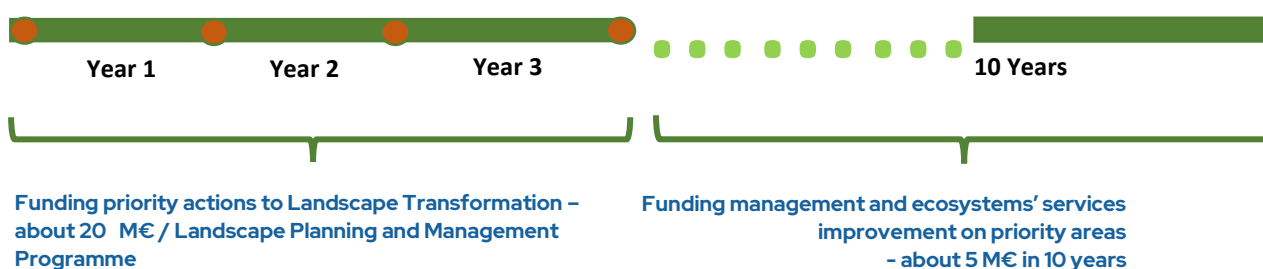 Year 1
Year 2
Year 3
10 Years
Funding priority actions to Landscape Transformation –
about 20 M€ / Landscape Planning and Management
Programme
Funding management and ecosystems’ services
improvement on priority areas
- about 5 M€ in 10 years